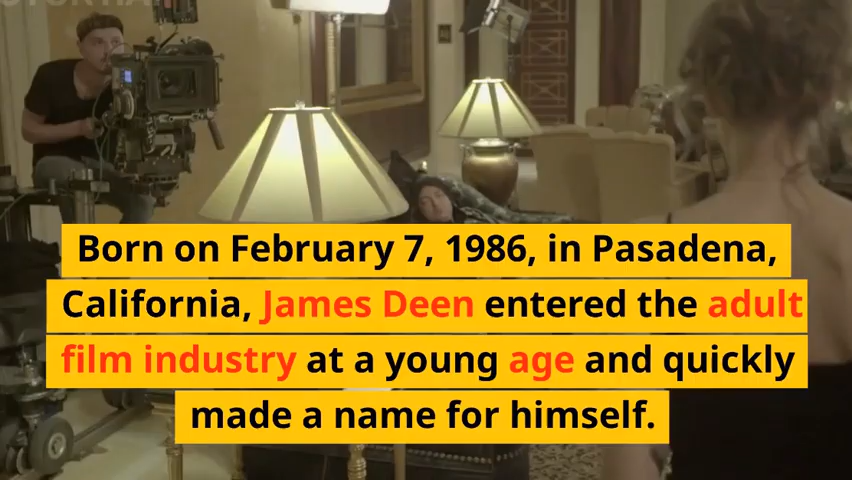 Born on February 7, 1986, in Pasadena,
California, James Deen entered the adult
film industry at a young age and quickly
made a name for himself.